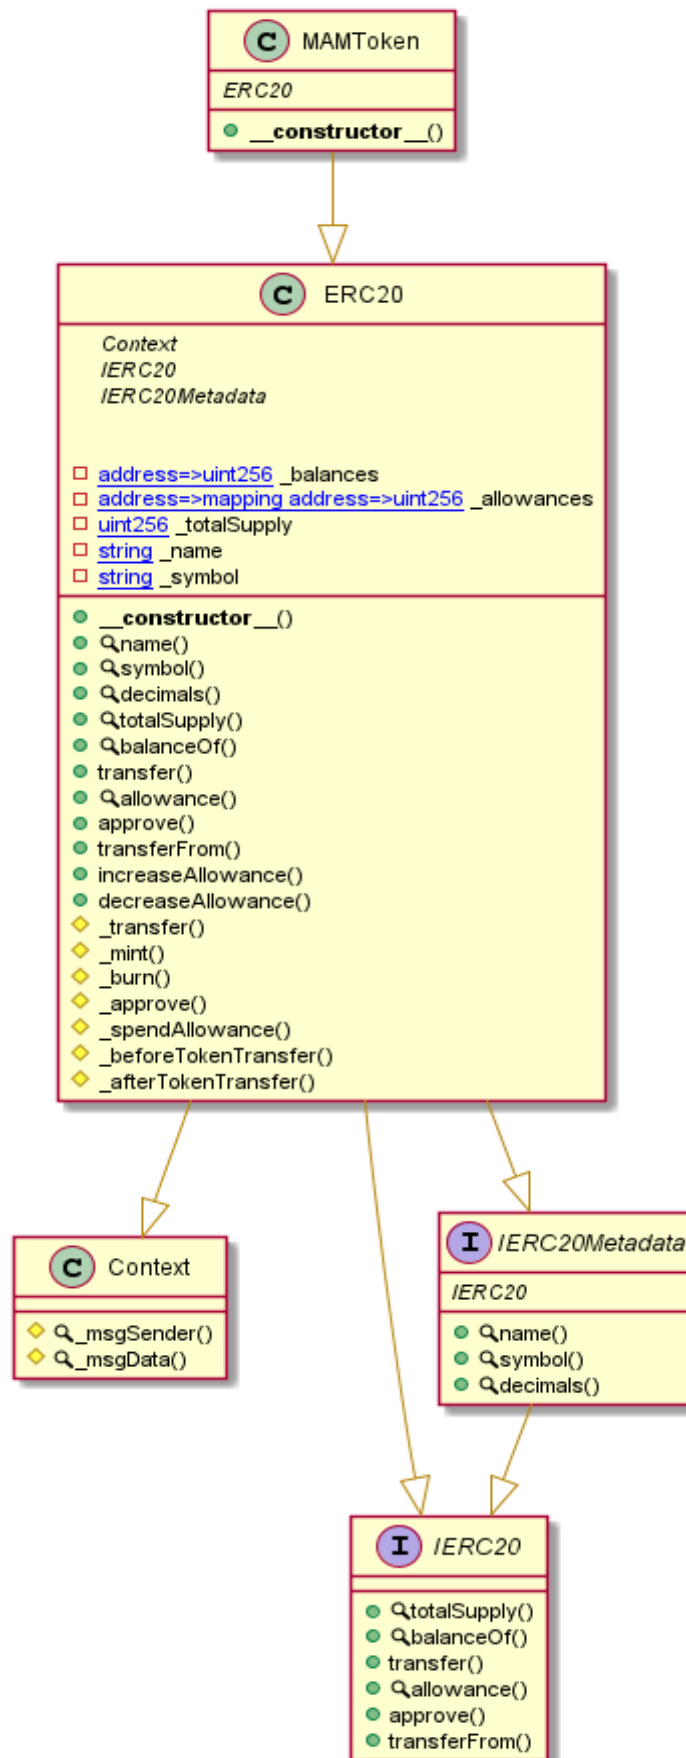 C MAMToken
ERC20
__constructor__()
C ERC20
Context
IERC20
IERC20Metadata
address=>uint256 _balances
address=>mapping address=>uint256 _allowances
uint256 _totalSupply
string _name
string _symbol
__constructor__()
name()
symbol()
decimals()
totalSupply()
balanceOf()
transfer()
allowance()
approve()
transferFrom()
increaseAllowance()
decreaseAllowance()
_transfer()
_mint()
_burn()
_approve()
_spendAllowance()
_beforeTokenTransfer()
_afterTokenTransfer()
C Context
_msgSender()
_msgData()
I IERC20Metadata
IERC20
name()
symbol()
decimals()
I IERC20
totalSupply()
balanceOf()
transfer()
allowance()
approve()
transferFrom()